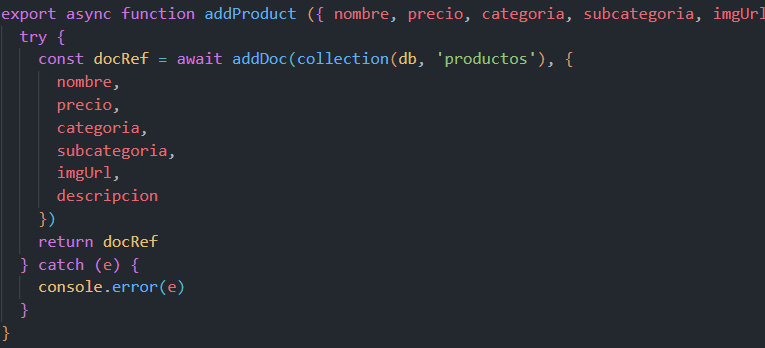 export async function addProduct ({ nombre, precio, categoria, subcategoria, imgUrl
try {
const docRef = await addDoc(collection(db, 'productos'), {
nombre,
precio,
categoria,
subcategoria,
imgUrl,
descripcion
})
return docRef
} catch (e) {
console.error(e)
}
}